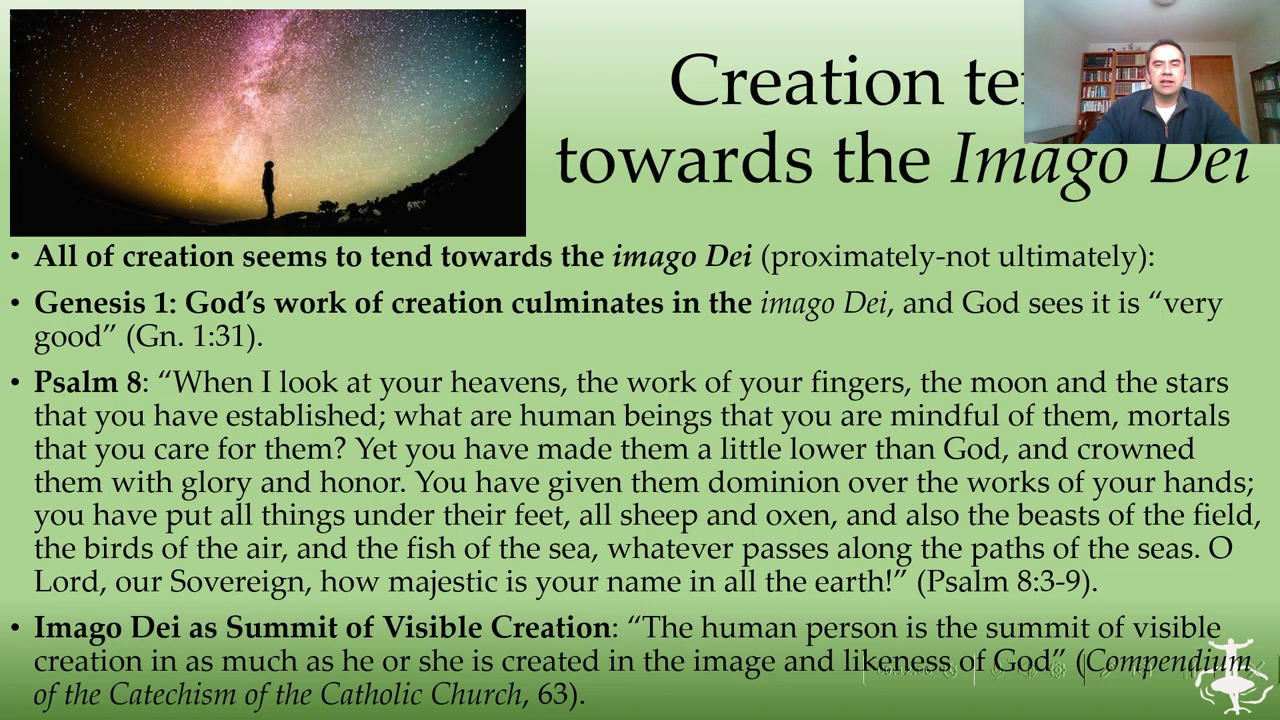 Creation
towards the Imago Dei
• All of creation seems to tend towards the imago Dei (proximately-not ultimately):
• Genesis 1: God’s work of creation culminates in the imago Dei, and God sees it is “very
good” (Gn. 1:31).
• Psalm 8: “When I look at your heavens, the work of your fingers, the moon and the stars
that you have established; what are human beings that you are mindful of them, mortals
that you care for them? Yet you have made them a little lower than God, and crowned
them with glory and honor. You have given them dominion over the works of your hands;
you have put all things under their feet, all sheep and oxen, and also the beasts of the field,
the birds of the air, and the fish of the sea, whatever passes along the paths of the seas. O
Lord, our Sovereign, how majestic is your name in all the earth!” (Psalm 8:3-9).
• Imago Dei as Summit of Visible Creation: “The human person is the summit of visible
creation in as much as he or she is created in the image and likeness of God” (Compendium
of the Catechism of the Catholic Church, 63).